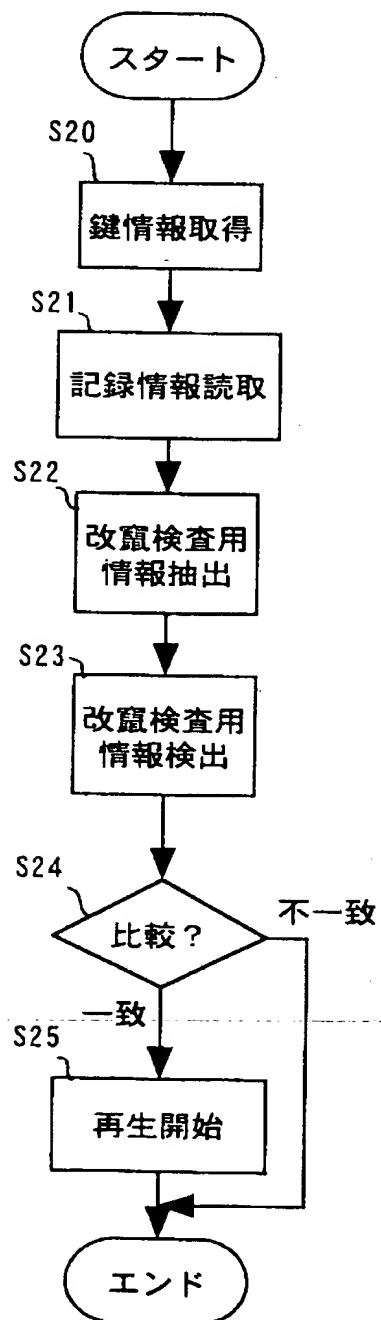 スタート
S20
鍵情報取得
S21
記録情報読取
S22
改竄検査用
情報抽出
S23
改竄検査用
情報検出
S24
比較？
不一致
一致
S25
再生開始
エンド